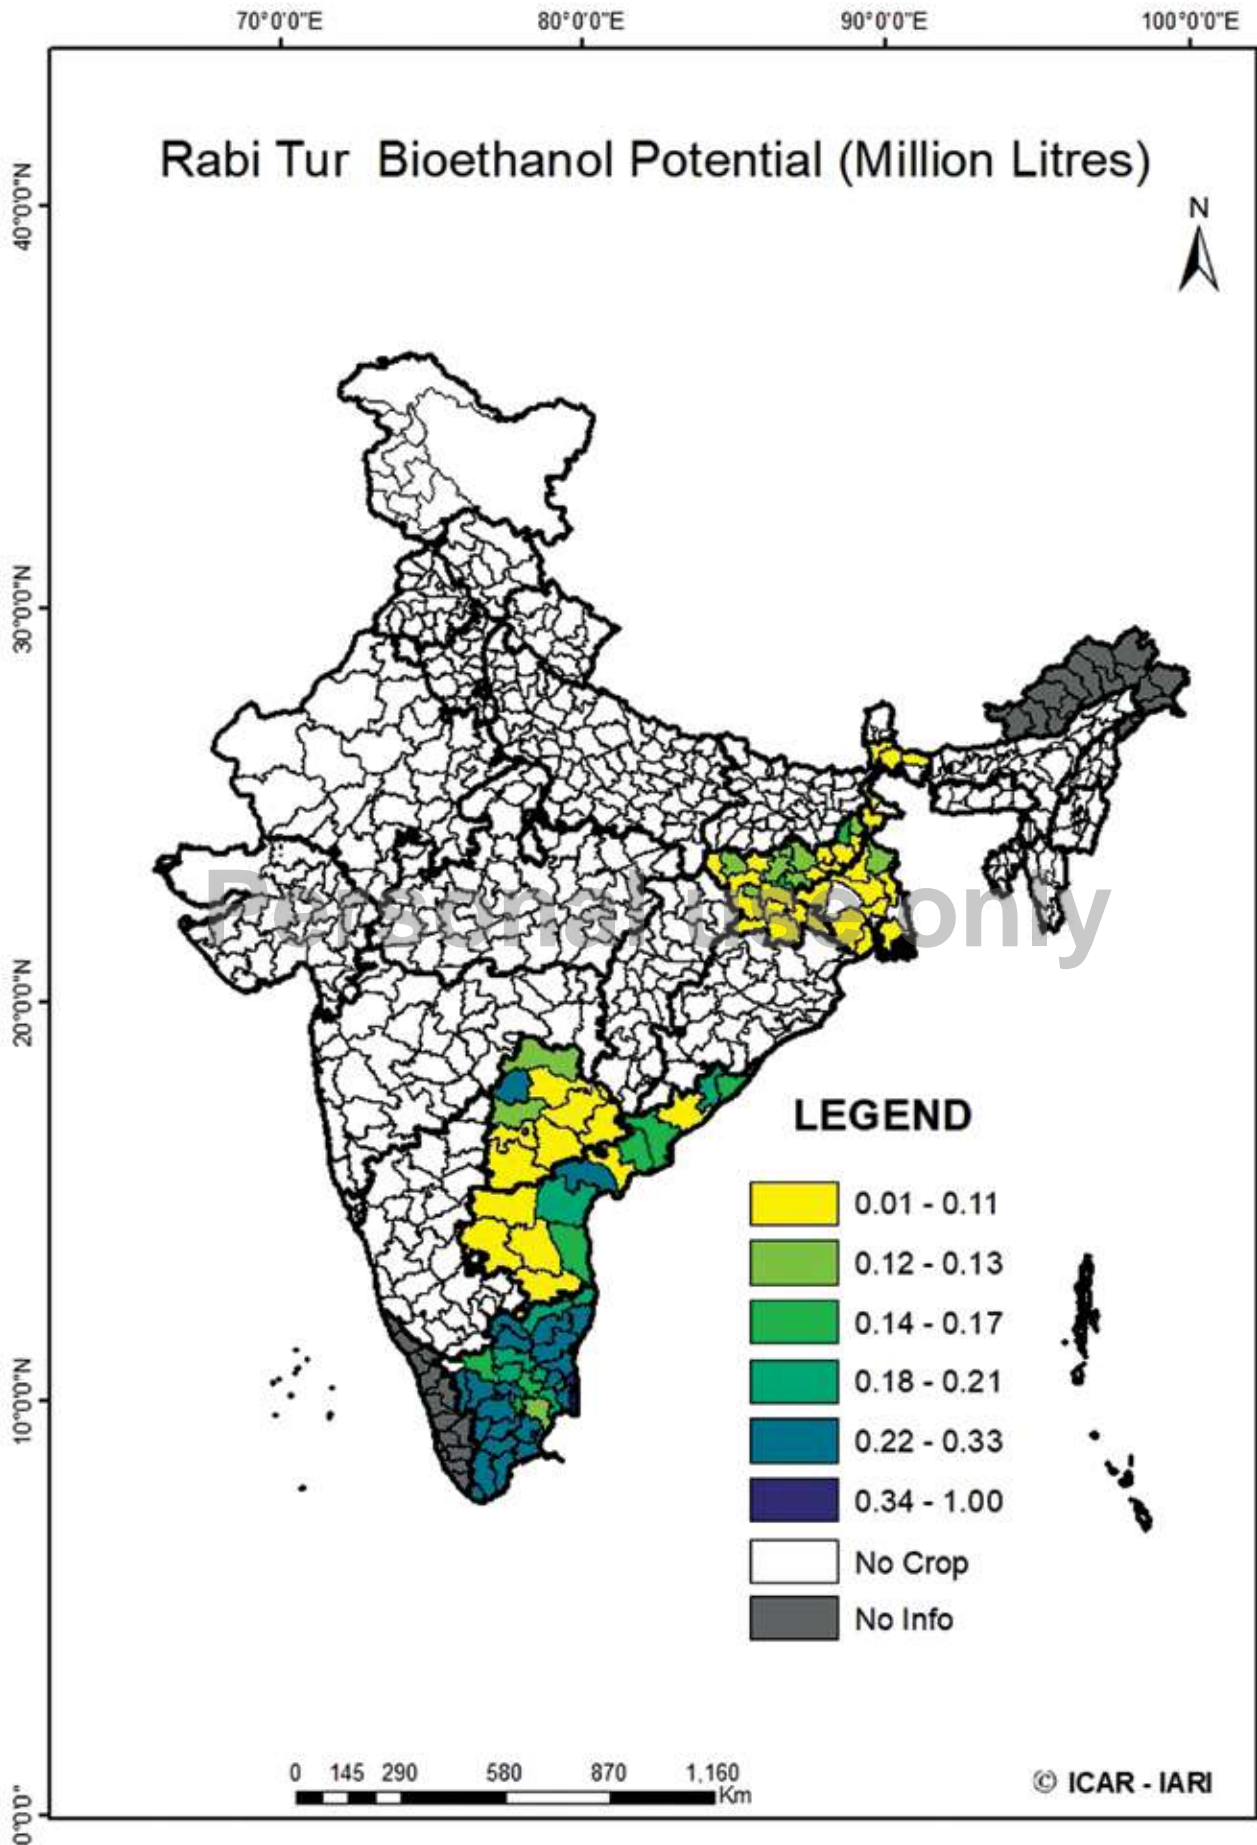 70°0'0"E 80°0'0"E 90°0'0"E 100°0'0"E
Rabi Tur Bioethanol Potential (Million Litres)
N
40°0'0"N
30°0'0"N
20°0'0"N
10°0'0"N
0°0'0"
Personal use only
LEGEND
0.01 - 0.11
0.12 - 0.13
0.14 - 0.17
0.18 - 0.21
0.22 - 0.33
0.34 - 1.00
No Crop
No Info
0 145 290 580 870 1,160
Km
© ICAR - IARI